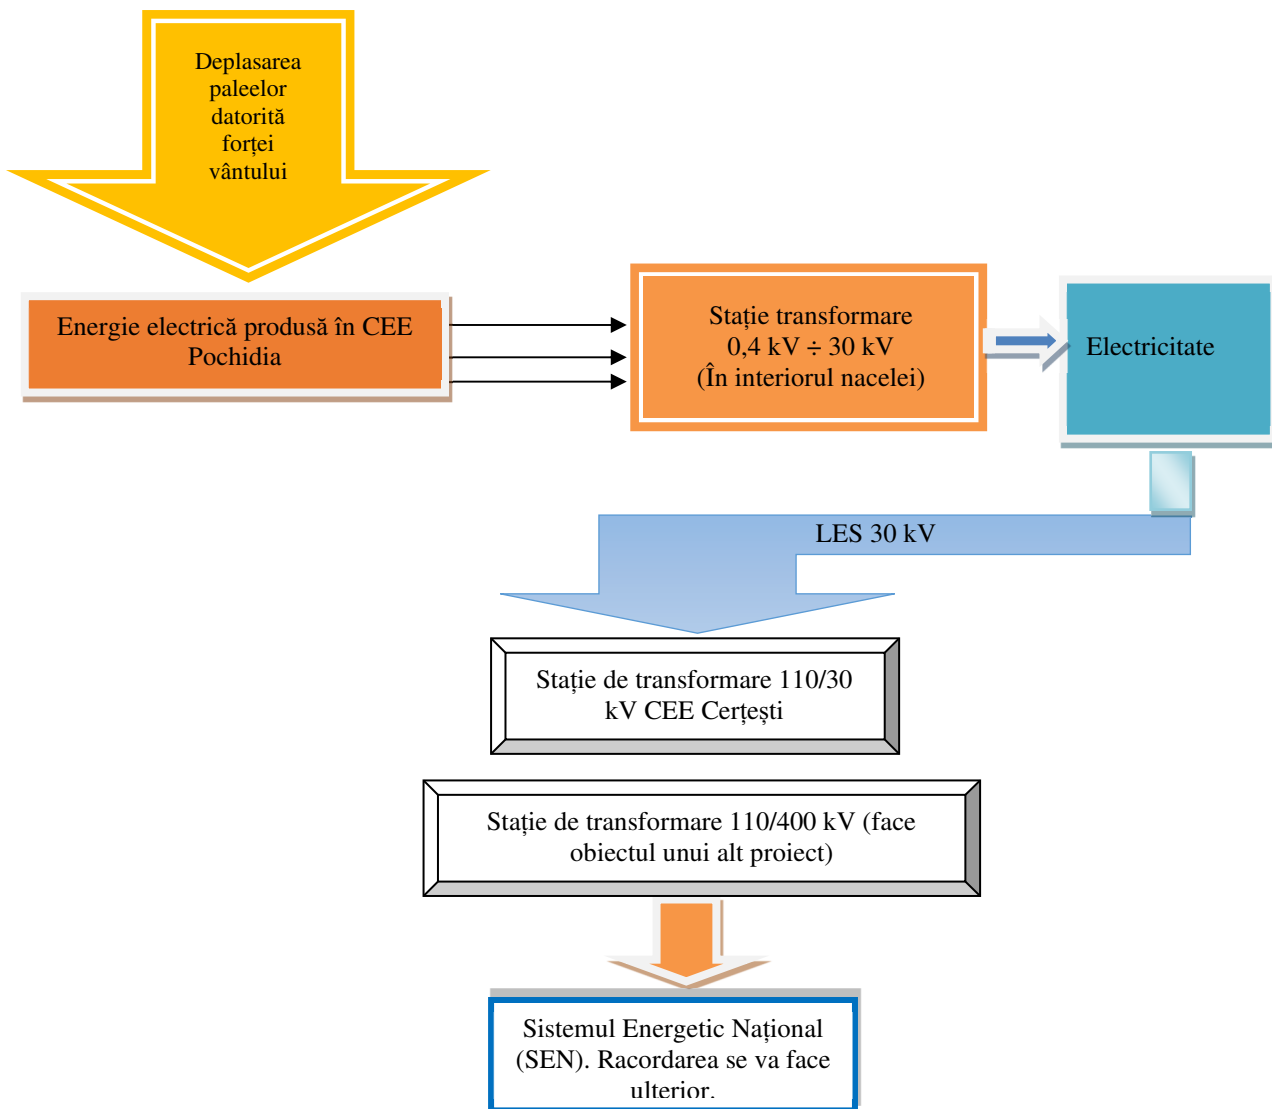 Deplasarea
paleelor
datorită
forței
vântului
Energie electrică produsă în CEE
Pochidia
Stație transformare
0,4 kV ÷ 30 kV
(În interiorul nacelei)
Electricitate
LES 30 kV
Stație de transformare 110/30
kV CEE Certești
Stație de transformare 110/400 kV (face
obiectul unui alt proiect)
Sistemul Energetic Național
(SEN). Racordarea se va face
ulterior.